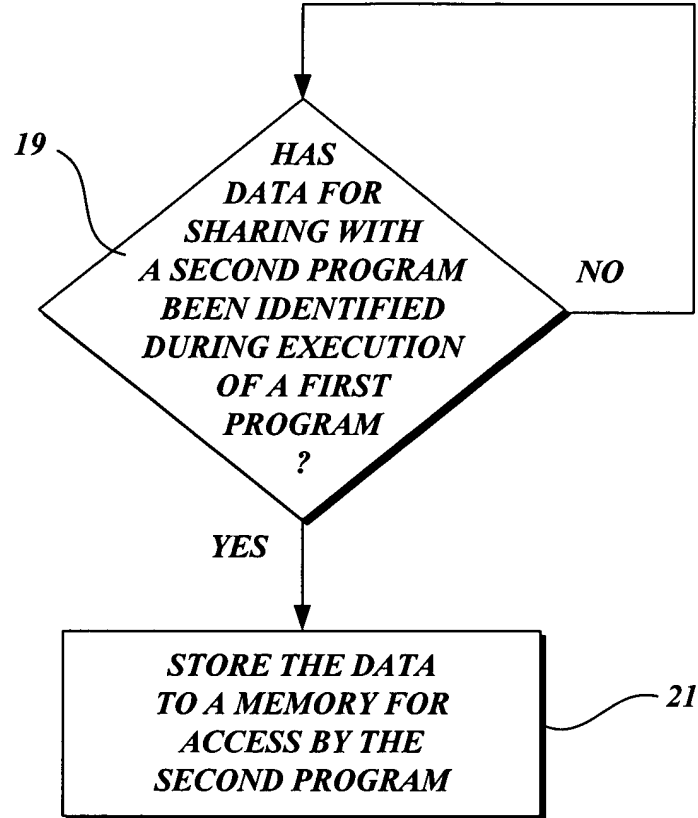 19
HAS
DATA FOR
SHARING WITH
A SECOND PROGRAM
BEEN IDENTIFIED
DURING EXECUTION
OF A FIRST
PROGRAM
?
NO
YES
STORE THE DATA
TO A MEMORY FOR
ACCESS BY THE
SECOND PROGRAM
21